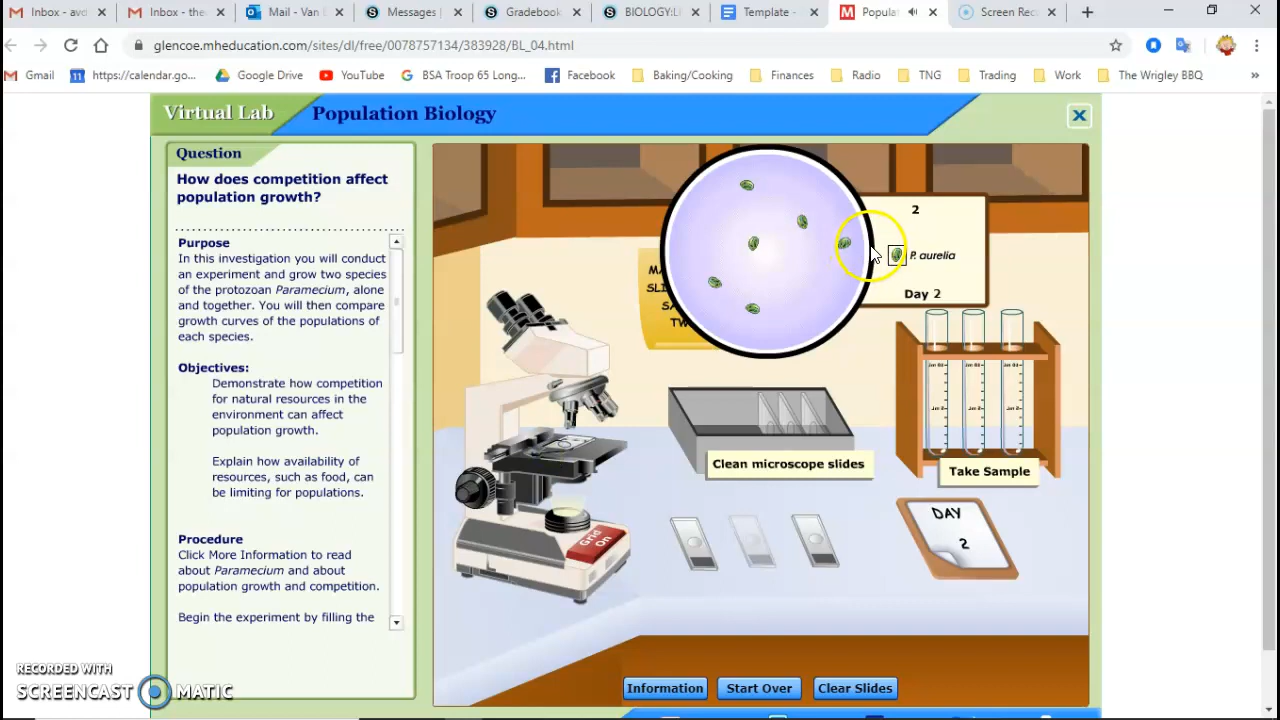 Inbox - avd
Inbox - the
Mail - Van
Messages |
Gradebook
BIOLOGY:LI
Template -
Popula
Screen Rec
glencoe.mheducation.com/sites/dl/free/0078757134/383928/BL_04.html
Gmail
https://calendar.go...
Google Drive
YouTube
BSA Troop 65 Long...
Facebook
Baking/Cooking
Finances
Radio
TNG
Trading
Work
The Wrigley BBQ
Virtual Lab
Population Biology
Question
How does competition affect
population growth?
Purpose
In this investigation you will conduct
an experiment and grow two species
of the protozoan Paramecium, alone
and together. You will then compare
growth curves of the populations of
each species.
Objectives:
Demonstrate how competition
for natural resources in the
environment can affect
population growth.
Explain how availability of
resources, such as food, can
be limiting for populations.
Procedure
Click More Information to read
about Paramecium and about
population growth and competition.
Begin the experiment by filling the
2
P. aurelia
Day 2
MA
SLI
SA
TW
Clean microscope slides
Take Sample
Grid
On
DAY
2
Information
Start Over
Clear Slides
RECORDED WITH
SCREENCAST MATIC